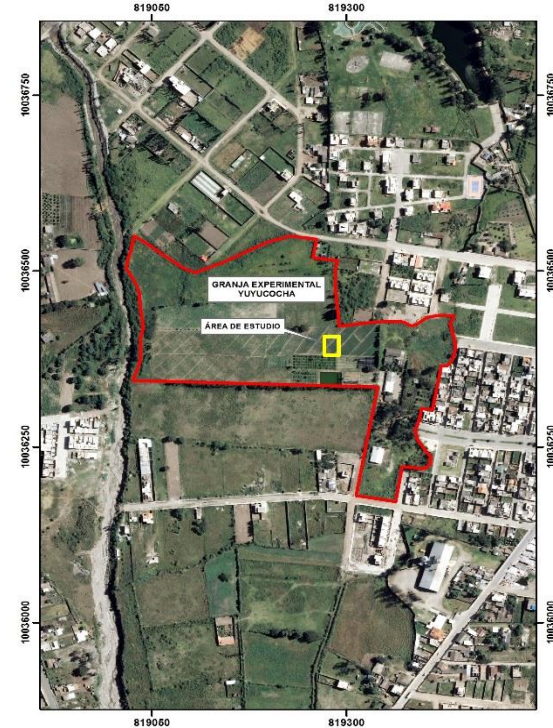 819050 819300
10036750 10036750
10036500 10036500
GRANJA EXPERIMENTAL
YUYUCOCHA
ÁREA DE ESTUDIO
10036250 10036250
10036000 10036000
819050 819300